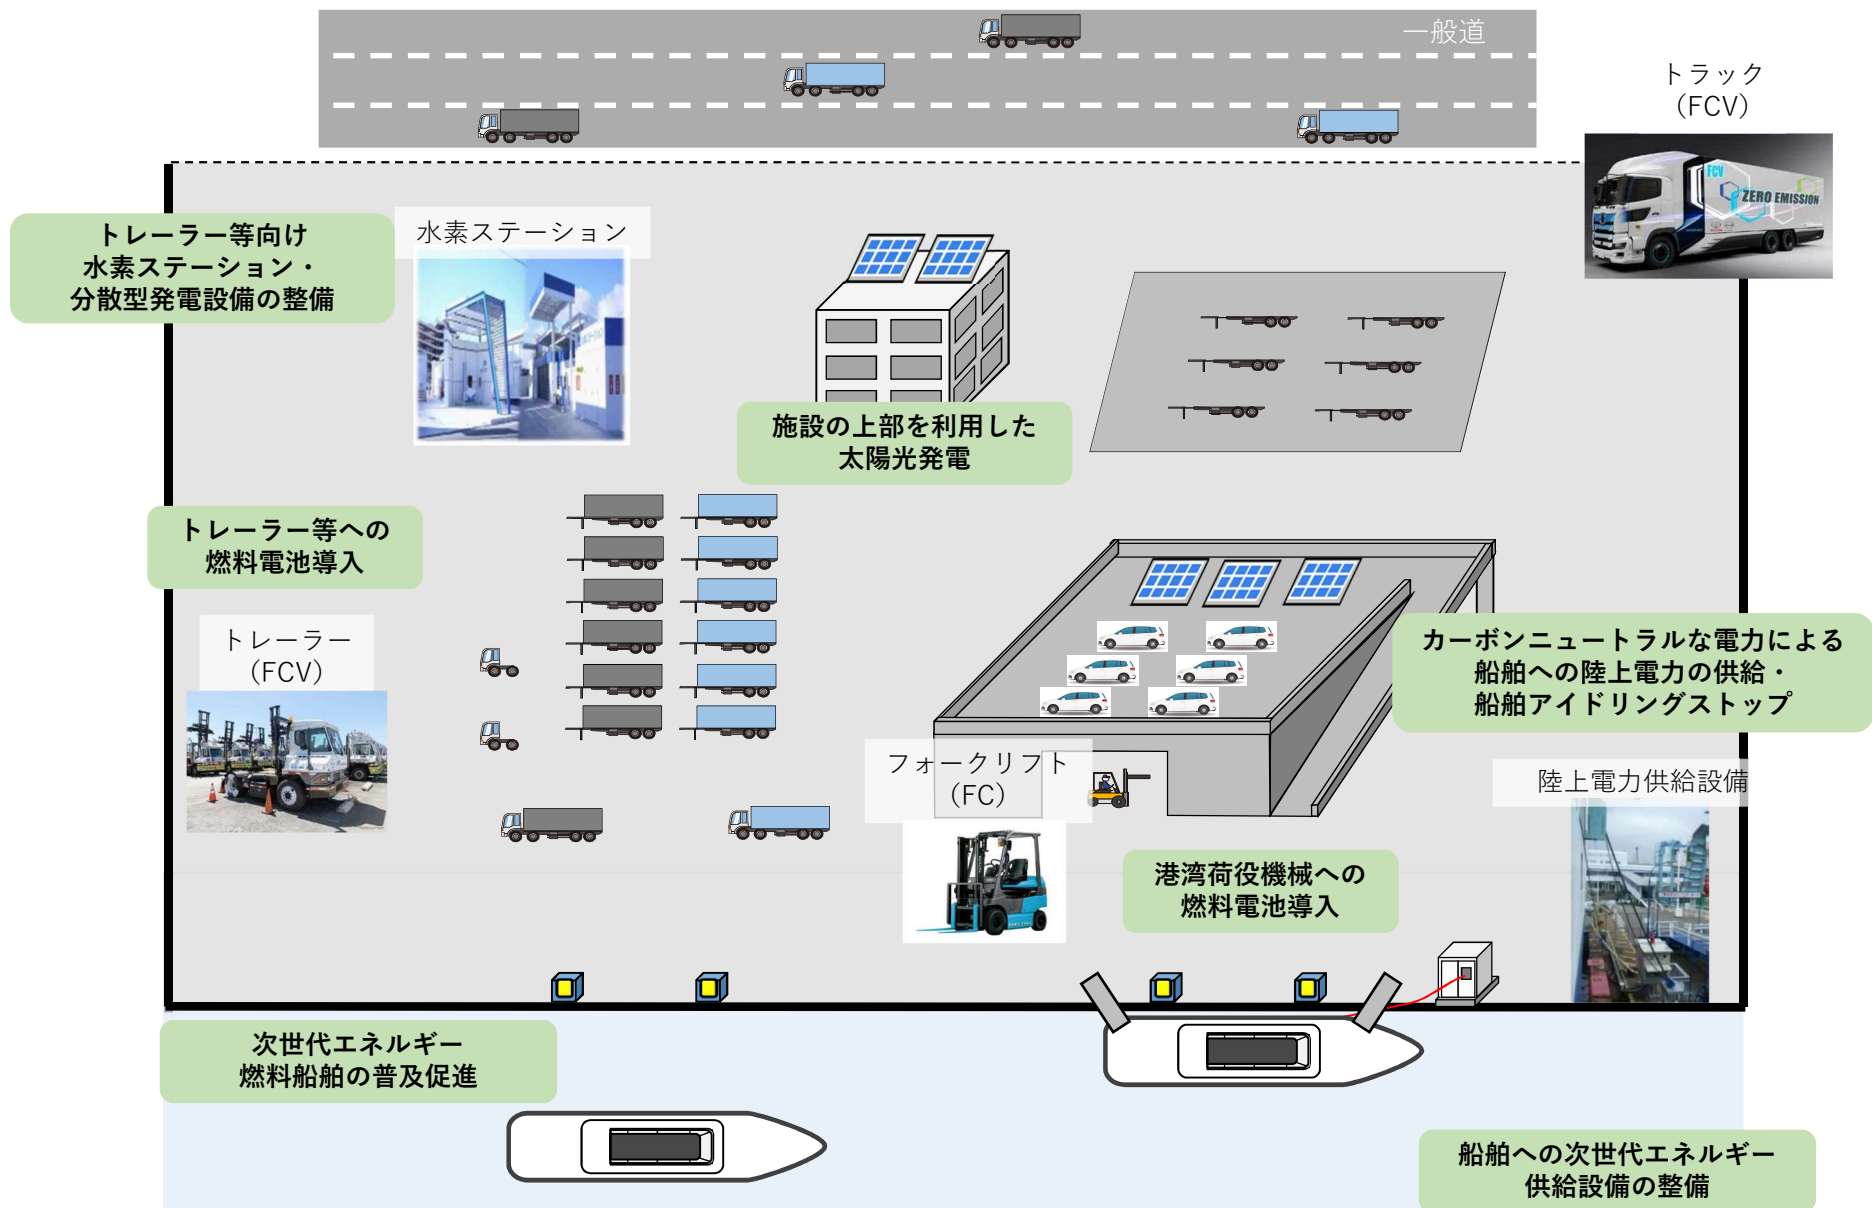 一般道
トラック
（FCV）
FCV
ZERO EMISSION
トレーラー等向け
水素ステーション・
分散型発電設備の整備
水素ステーション
施設の上部を利用した
太陽光発電
トレーラー等への
燃料電池導入
トレーラー
（FCV）
カーボンニュートラルな電力による
船舶への陸上電力の供給・
船舶アイドリングストップ
フォークリフト
（FC）
陸上電力供給設備
港湾荷役機械への
燃料電池導入
次世代エネルギー
燃料船舶の普及促進
船舶への次世代エネルギー
供給設備の整備